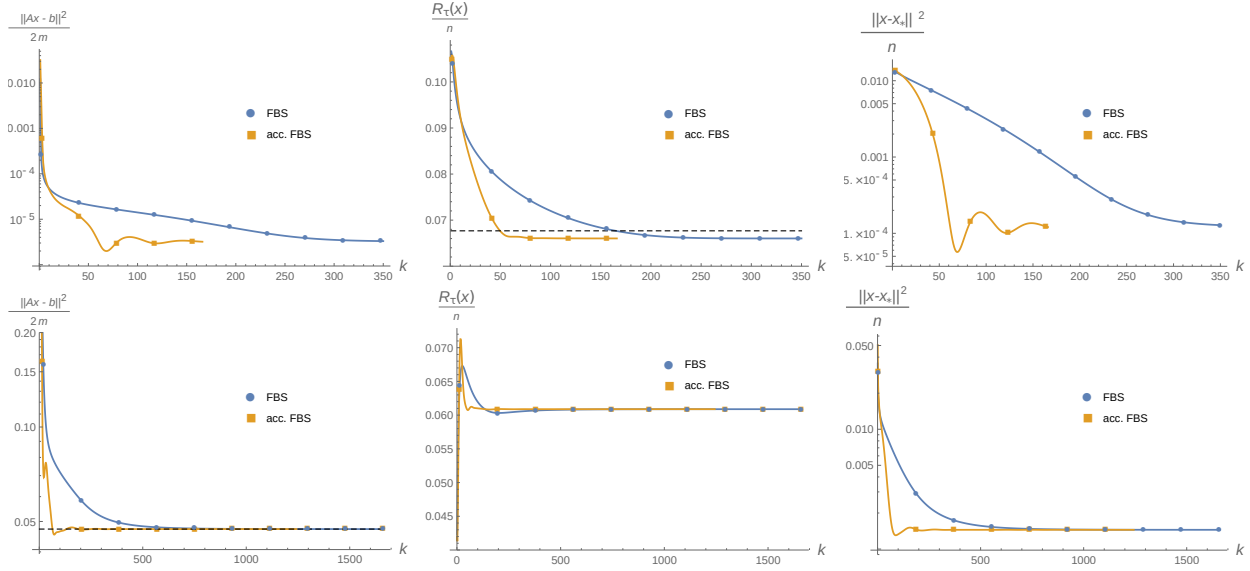 ||Ax - b||²
2 m
0.010
0.001
10⁻⁴
10⁻⁵
50 100 150 200 250 300 350
k
FBS
acc. FBS
Rτ(x)
n
0.10
0.09
0.08
0.07
0.06
0 50 100 150 200 250 300 350
k
FBS
acc. FBS
||x-x*||²
n
0.010
0.005
0.001
5.×10⁻⁴
1.×10⁻⁴
5.×10⁻⁵
50 100 150 200 250 300 350
k
FBS
acc. FBS
||Ax - b||²
2 m
0.20
0.15
0.10
0.05
500 1000 1500
k
FBS
acc. FBS
Rτ(x)
n
0.070
0.065
0.060
0.055
0.050
0.045
0 500 1000 1500
k
FBS
acc. FBS
||x-x*||²
n
0.050
0.010
0.005
0 500 1000 1500
k
FBS
acc. FBS